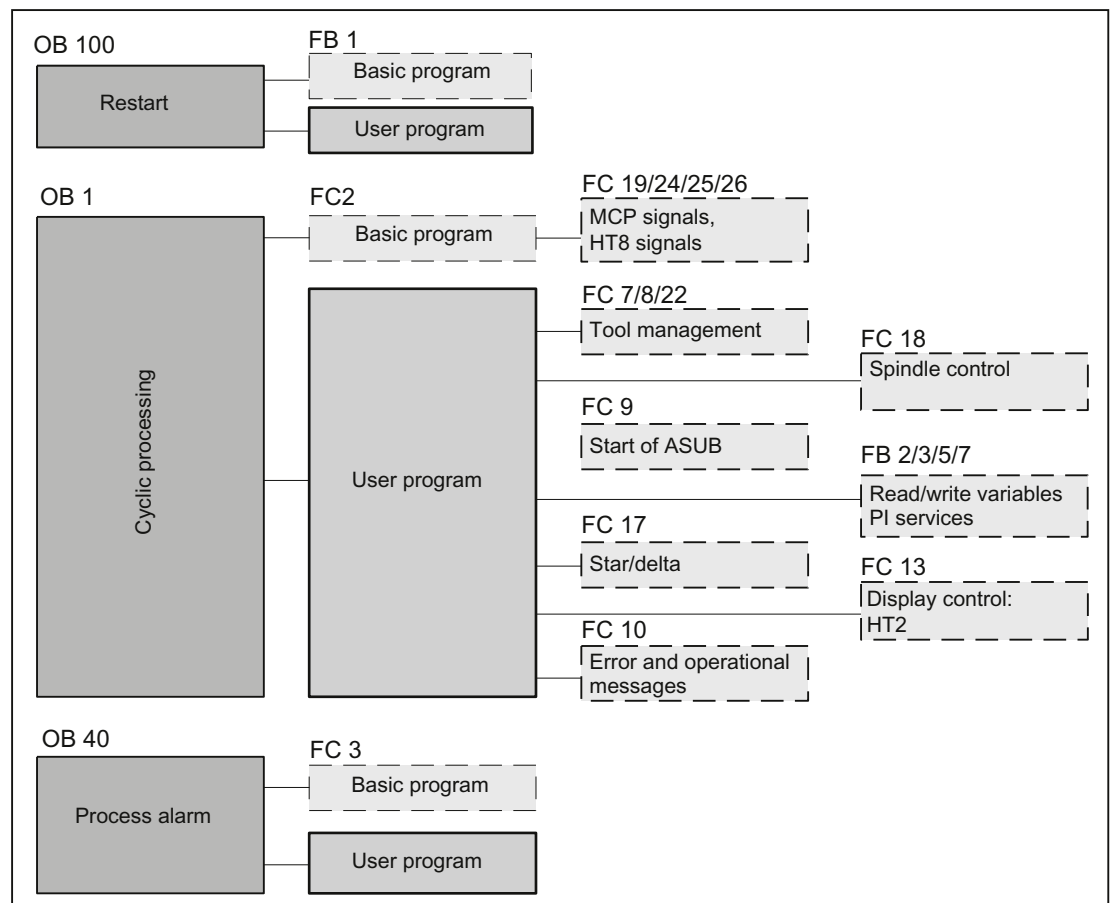 OB 100
FB 1
Basic program
Restart
User program
OB 1
FC2
FC 19/24/25/26
Basic program
MCP signals,
HT8 signals
Cyclic processing
User program
FC 7/8/22
Tool management
FC 18
Spindle control
FC 9
Start of ASUB
FB 2/3/5/7
Read/write variables
PI services
FC 17
Star/delta
FC 13
Display control:
HT2
FC 10
Error and operational
messages
OB 40
FC 3
Basic program
Process alarm
User program